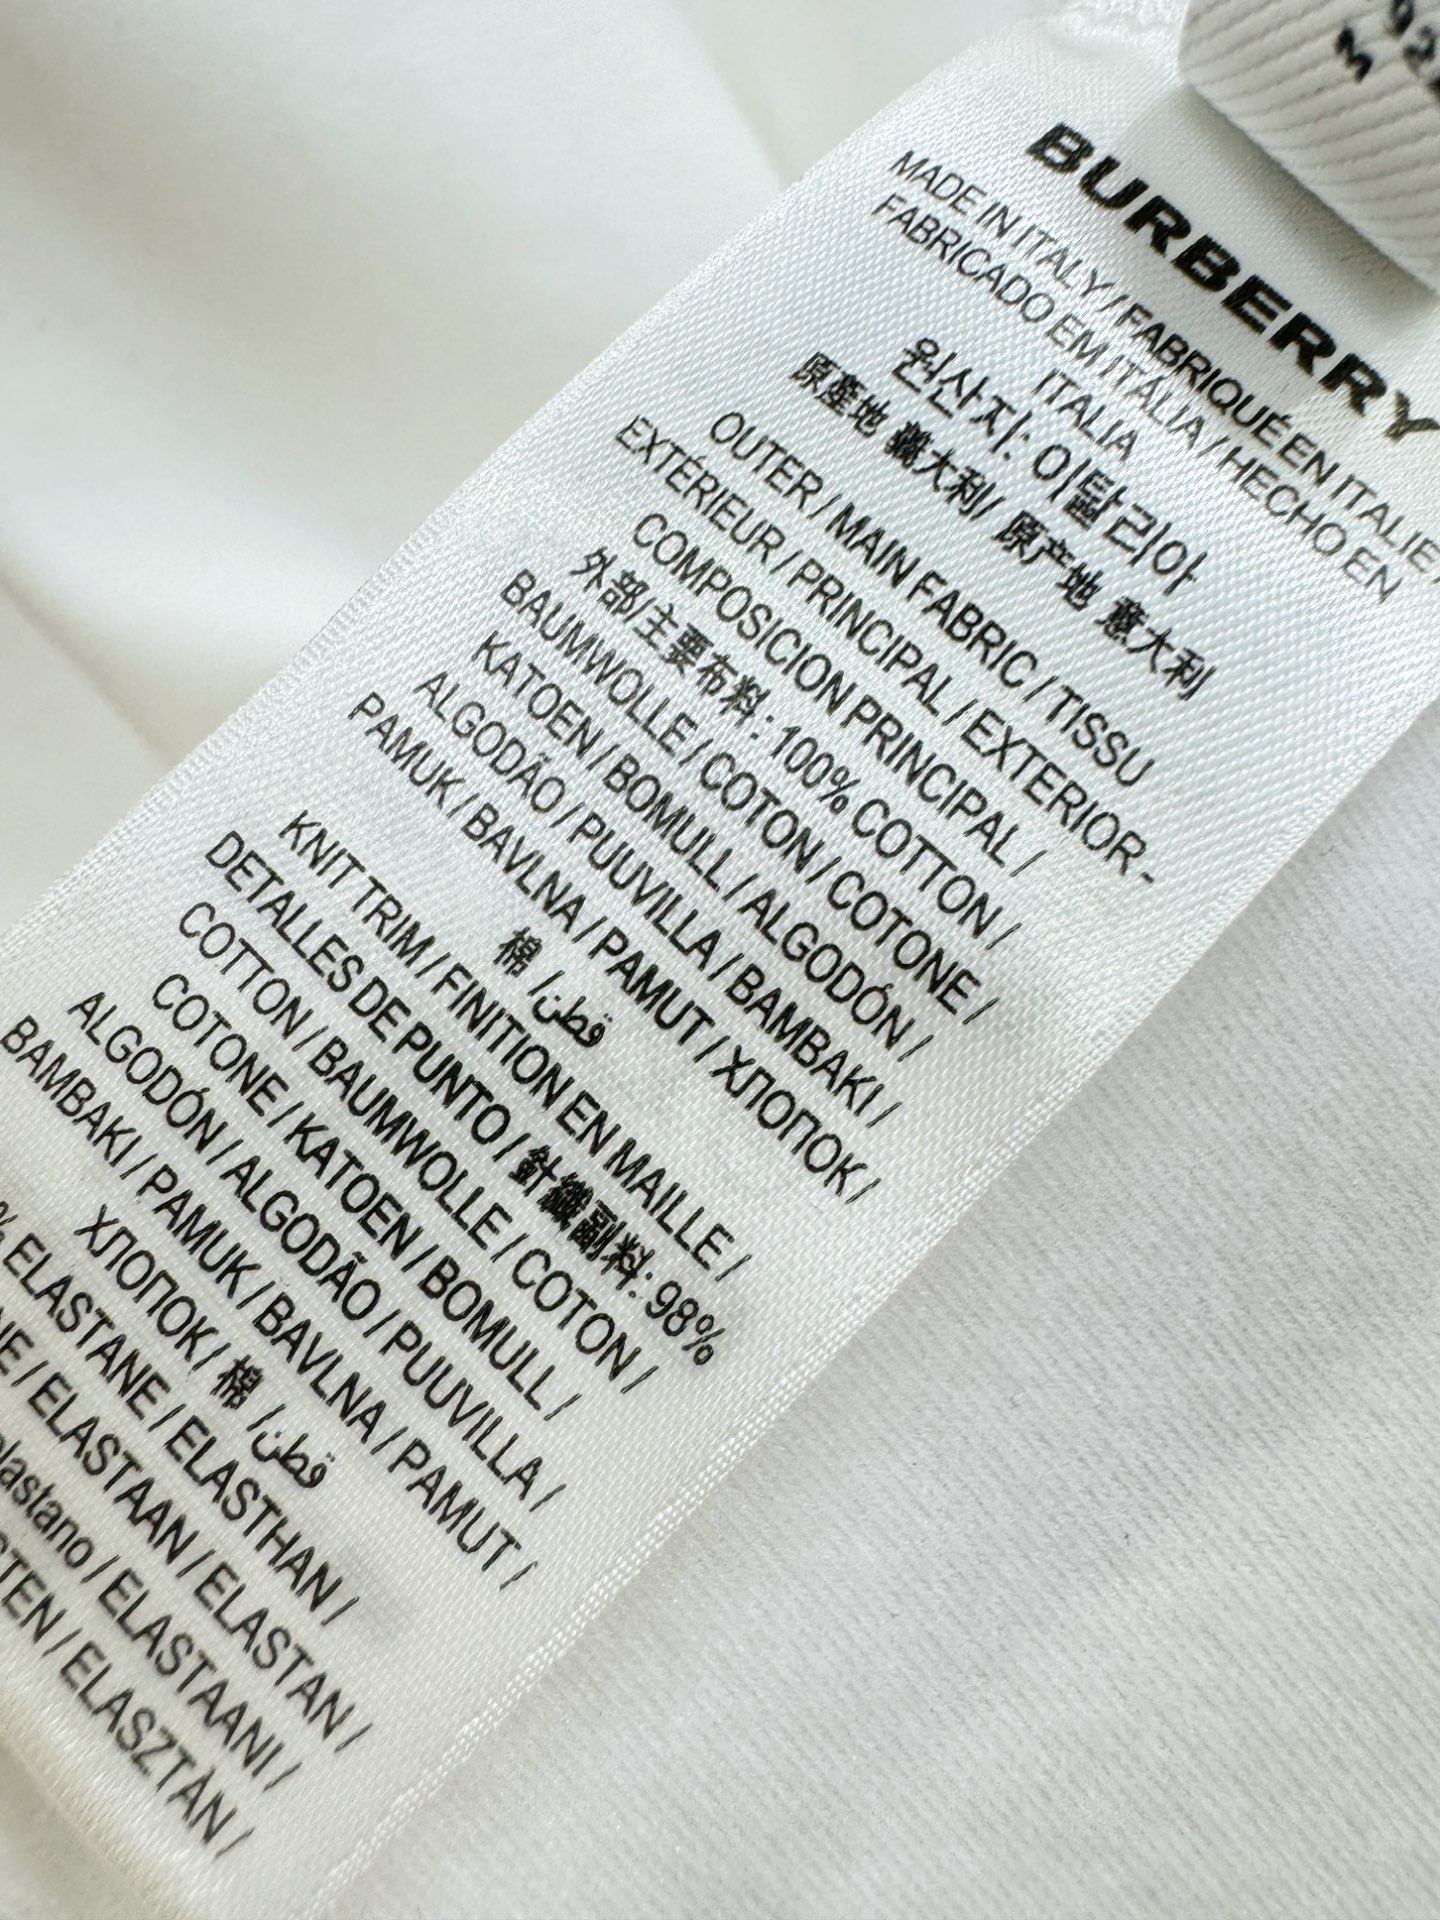 M
BURBERRY
MADE IN ITALY / FABRIQUÉ EN ITALIE /
FABRICADO EM ITÁLIA / HECHO EN
ITALIA
원산지: 이탈리아
原產地 義大利/ 原产地 意大利
OUTER / MAIN FABRIC / TISSU
EXTÉRIEUR / PRINCIPAL / EXTERIOR-
COMPOSICION PRINCIPAL /
外部/主要布料: 100% COTTON /
BAUMWOLLE / COTON / COTONE /
KATOEN / BOMULL / ALGODÓN /
ALGODÃO / PUUVILLA / BAMBAKI /
PAMUK / BAVLNA / PAMUT / ХЛОПОК /
棉 / قطن
KNIT TRIM / FINITION EN MAILLE /
DETALLES DE PUNTO / 針織副料: 98%
COTTON / BAUMWOLLE / COTON /
COTONE / KATOEN / BOMULL /
ALGODÓN / ALGODÃO / PUUVILLA /
BAMBAKI / PAMUK / BAVLNA / PAMUT /
ХЛОПОК / 棉 / قطن
% ELASTANE / ELASTHAN /
/ ELASTAAN / ELASTAN /
elastano / ELASTAANI /
/ ELASZTÁN /